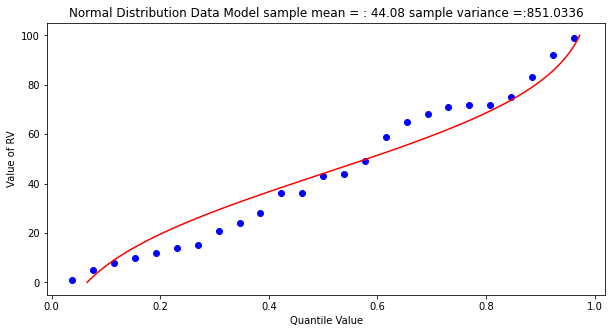 Normal Distribution Data Model sample mean = : 44.08 sample variance =:851.0336
100
80
60
40
20
0
Value of RV
0.0 0.2 0.4 0.6 0.8 1.0
Quantile Value